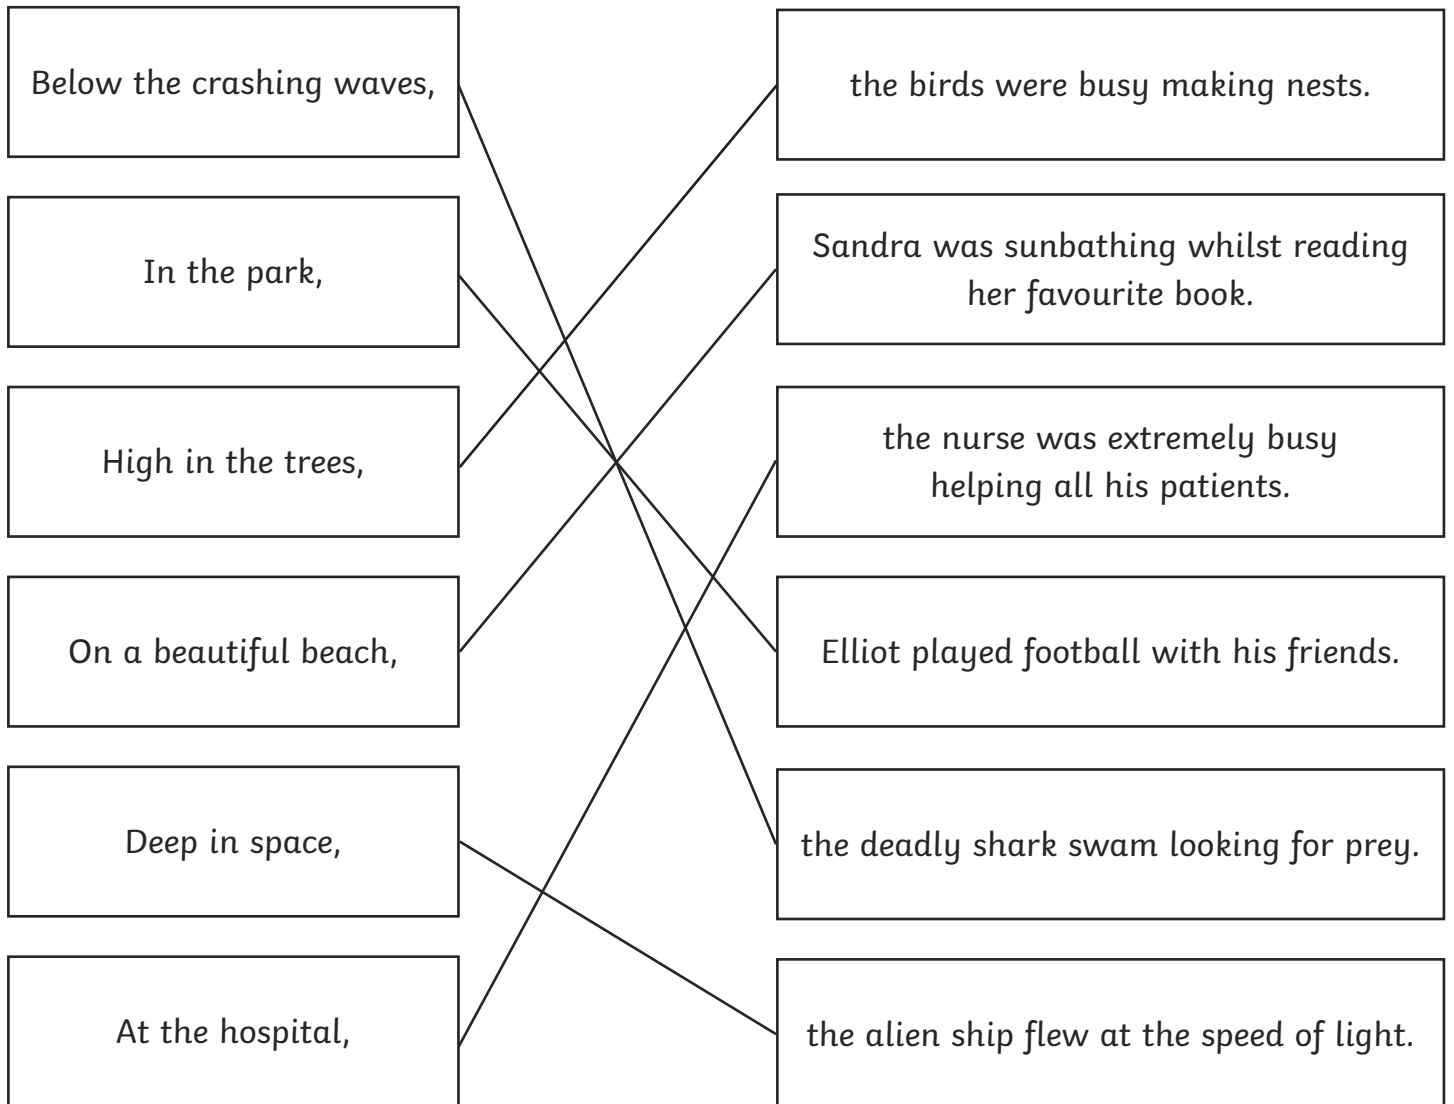 Below the crashing waves,
the birds were busy making nests.
In the park,
Sandra was sunbathing whilst reading
her favourite book.
High in the trees,
the nurse was extremely busy
helping all his patients.
On a beautiful beach,
Elliot played football with his friends.
Deep in space,
the deadly shark swam looking for prey.
At the hospital,
the alien ship flew at the speed of light.